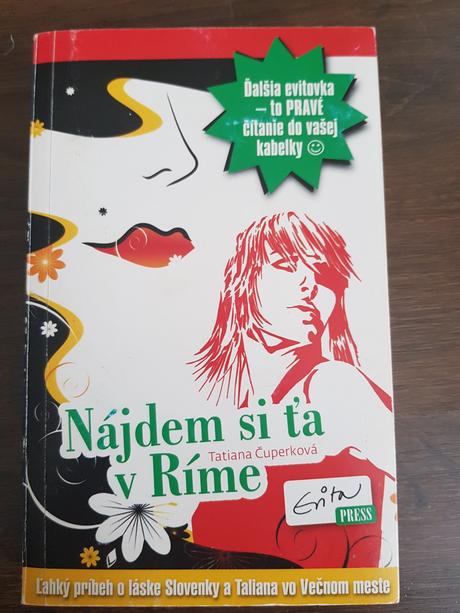 Ďalšia evitovka
– to PRAVÉ
čítanie do vašej
kabelky ☺
Nájdem si ťa
Tatiana Čuperková
v Ríme
Evita
PRESS
Ľahký príbeh o láske Slovenky a Taliana vo Večnom meste